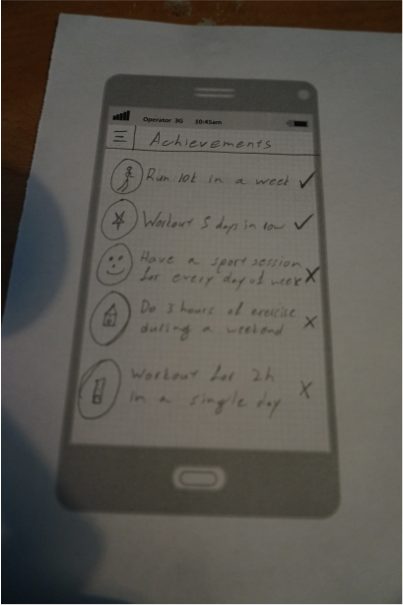 Operator 3G 10:45am
Achievements
Run 10k in a week
Workout 5 days in row
Have a sport session
for every day of week
Do 3 hours of exercise
during a weekend
Workout for 2h
in a single day